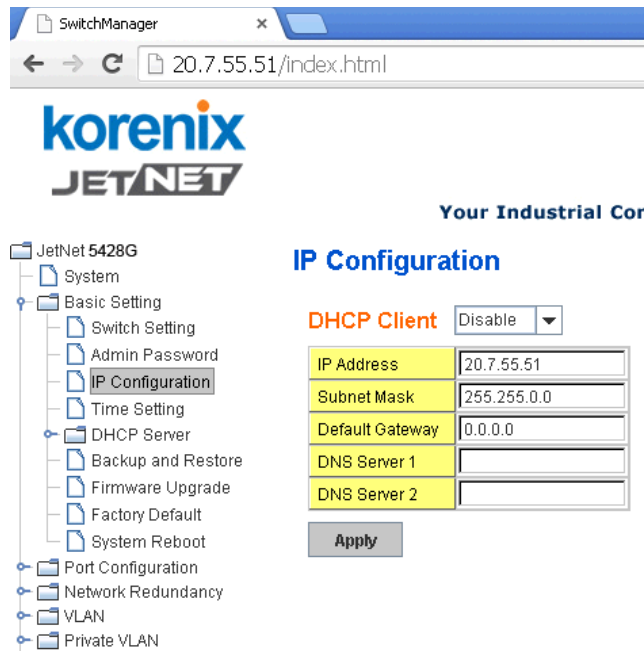 SwitchManager
20.7.55.51/index.html
korenix
JETNET
Your Industrial Cor
JetNet 5428G
System
Basic Setting
Switch Setting
Admin Password
IP Configuration
Time Setting
DHCP Server
Backup and Restore
Firmware Upgrade
Factory Default
System Reboot
Port Configuration
Network Redundancy
VLAN
Private VLAN
IP Configuration
DHCP Client Disable
IP Address 20.7.55.51
Subnet Mask 255.255.0.0
Default Gateway 0.0.0.0
DNS Server 1
DNS Server 2
Apply